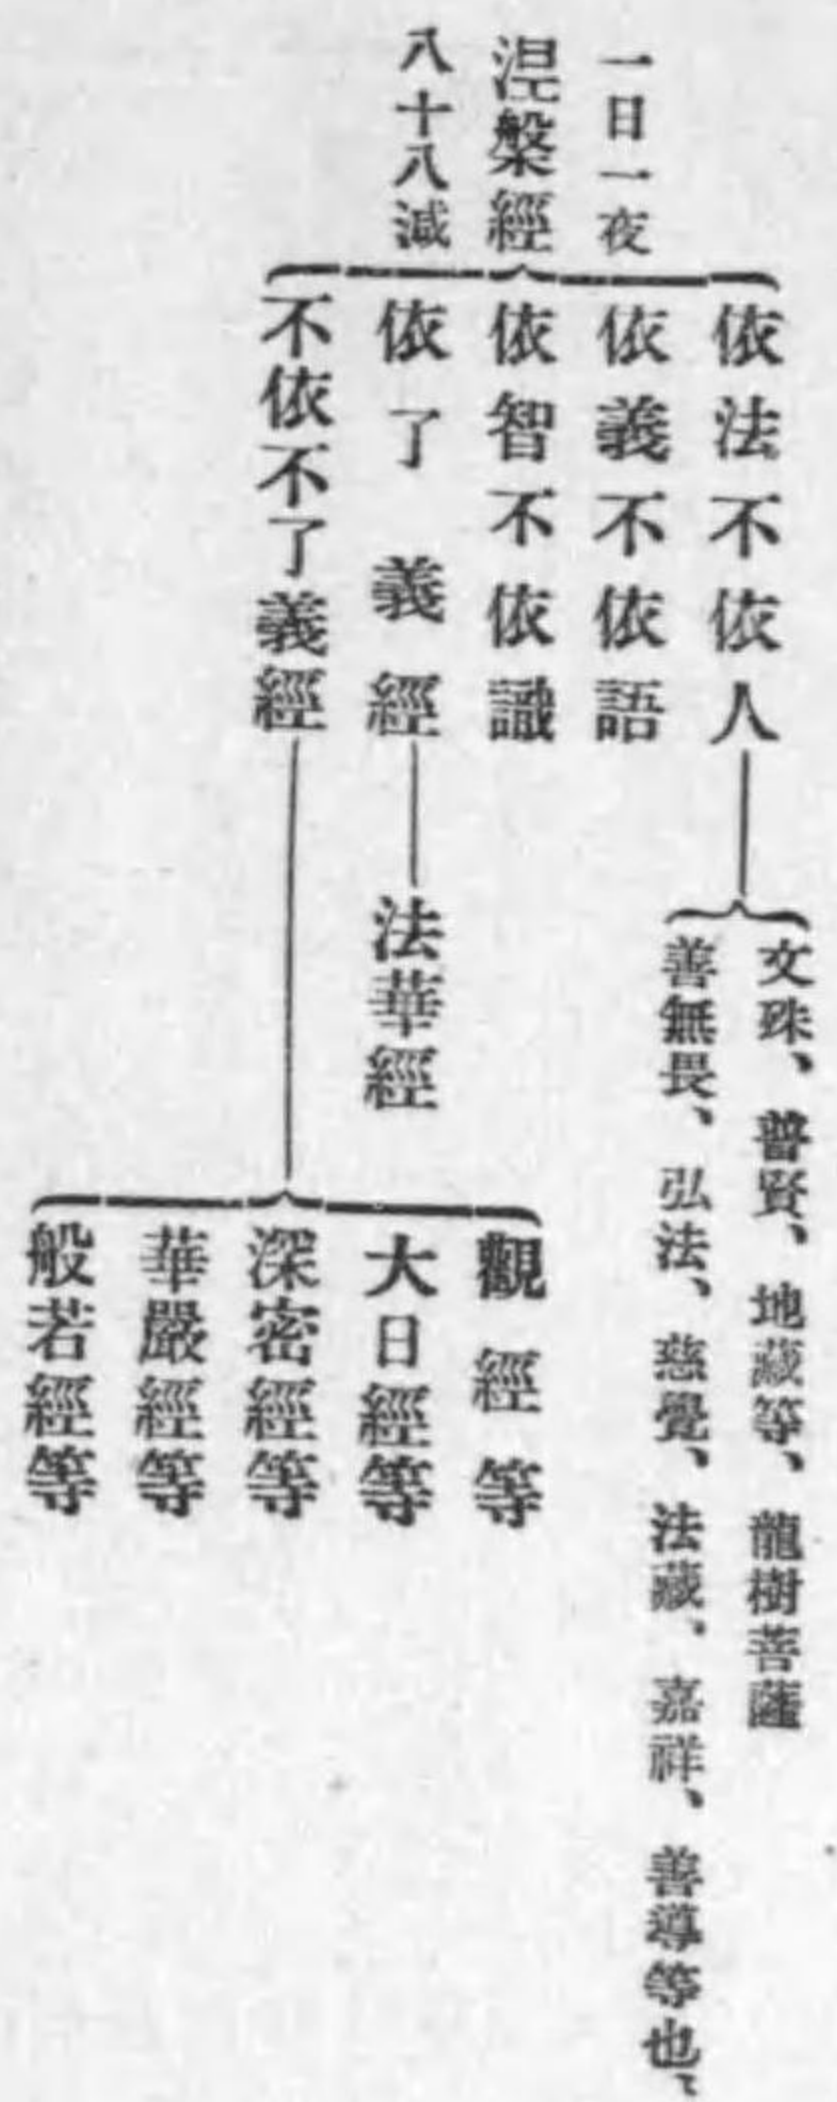 一日一夜
涅槃經
八十八減
依法不依人
文殊、普賢、地藏等、龍樹菩薩
善無畏、弘法、慈覺、法藏、嘉祥、善導等也、
依義不依語
依智不依識
依了義經
法華經
不依不了義經
觀經等
大日經等
深密經等
華嚴經等
般若經等